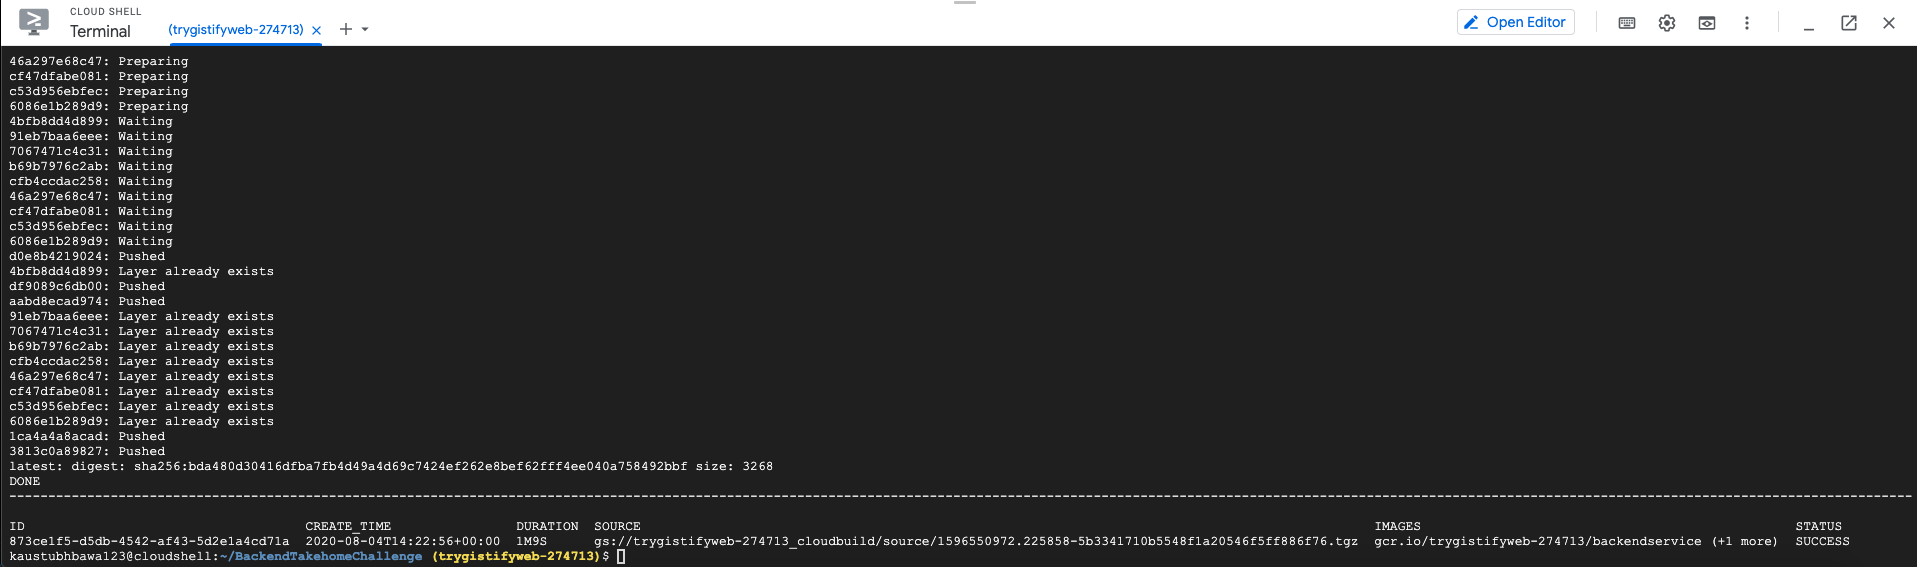 CLOUD SHELL
Terminal
(trygistifyweb-274713)
Open Editor
46a297e68c47: Preparing
cf47dfabe081: Preparing
c53d956ebfec: Preparing
6086e1b289d9: Preparing
4bfb8dd4d899: Waiting
91eb7baa6eee: Waiting
7067471c4c31: Waiting
b69b7976c2ab: Waiting
cfb4ccdac258: Waiting
46a297e68c47: Waiting
cf47dfabe081: Waiting
c53d956ebfec: Waiting
6086e1b289d9: Waiting
d0e8b4219024: Pushed
4bfb8dd4d899: Layer already exists
df9089c6db00: Pushed
aabd8ecad974: Pushed
91eb7baa6eee: Layer already exists
7067471c4c31: Layer already exists
b69b7976c2ab: Layer already exists
cfb4ccdac258: Layer already exists
46a297e68c47: Layer already exists
cf47dfabe081: Layer already exists
c53d956ebfec: Layer already exists
6086e1b289d9: Layer already exists
1ca4a4a8acad: Pushed
3813c0a89827: Pushed
latest: digest: sha256:bda480d30416dfba7fb4d49a4d69c7424ef262e8bef62fff4ee040a758492bbf size: 3268
DONE
ID CREATE_TIME DURATION SOURCE IMAGES STATUS
873ce1f5-d5db-4542-af43-5d2e1a4cd71a 2020-08-04T14:22:56+00:00 1M9S gs://trygistifyweb-274713_cloudbuild/source/1596550972.225858-5b3341710b5548f1a20546f5ff886f76.tgz gcr.io/trygistifyweb-274713/backendservice (+1 more) SUCCESS
kaustubhbawa123@cloudshell:~/BackendTakehomeChallenge (trygistifyweb-274713)$